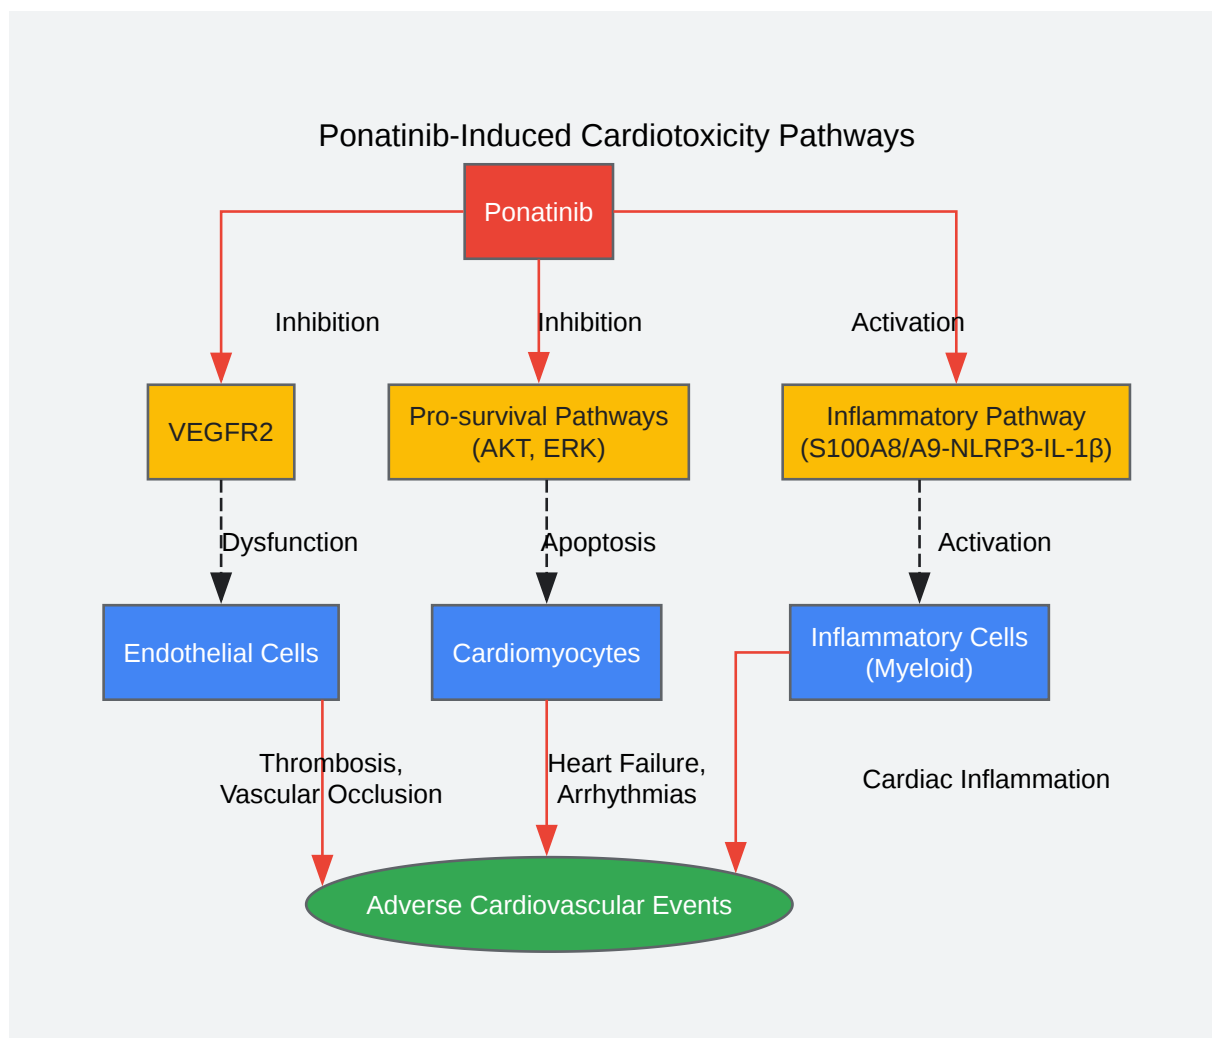 Ponatinib-Induced Cardiotoxicity Pathways
Ponatinib
Inhibition
Inhibition
Activation
VEGFR2
Pro-survival Pathways
(AKT, ERK)
Inflammatory Pathway
(S100A8/A9-NLRP3-IL-1β)
Dysfunction
Apoptosis
Activation
Endothelial Cells
Cardiomyocytes
Inflammatory Cells
(Myeloid)
Thrombosis,
Vascular Occlusion
Heart Failure,
Arrhythmias
Cardiac Inflammation
Adverse Cardiovascular Events